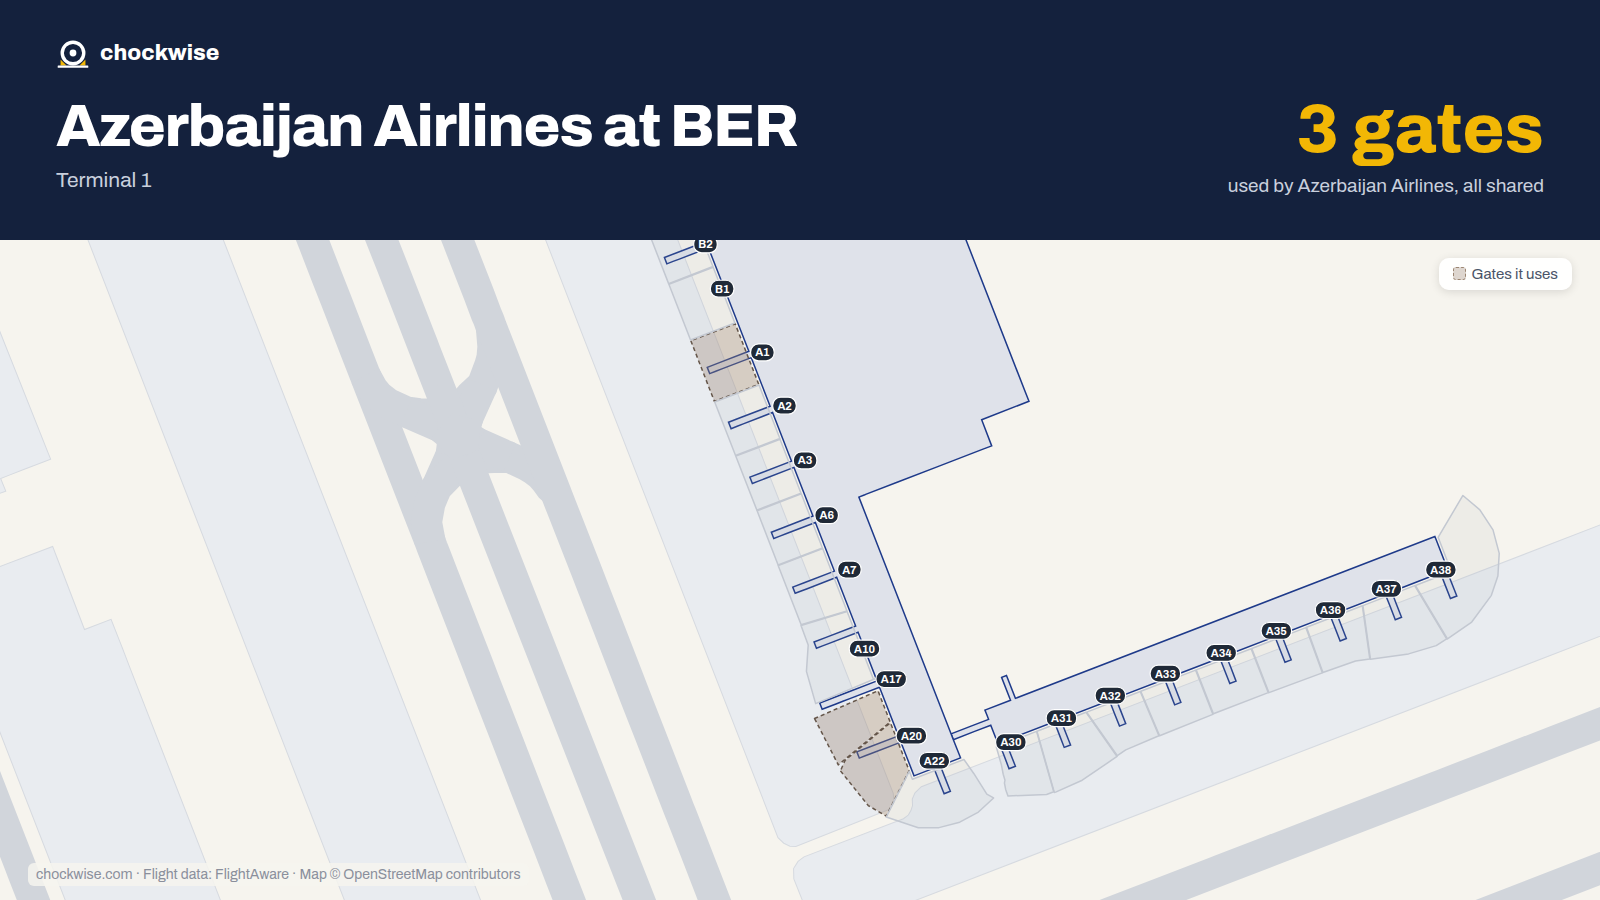 chockwise
Azerbaijan Airlines at BER
Terminal 1
3 gates
used by Azerbaijan Airlines, all shared
Gates it uses
B2
B1
A1
A2
A3
A6
A7
A10
A17
A20
A22
A30
A31
A32
A33
A34
A35
A36
A37
A38
chockwise.com · Flight data: FlightAware · Map © OpenStreetMap contributors